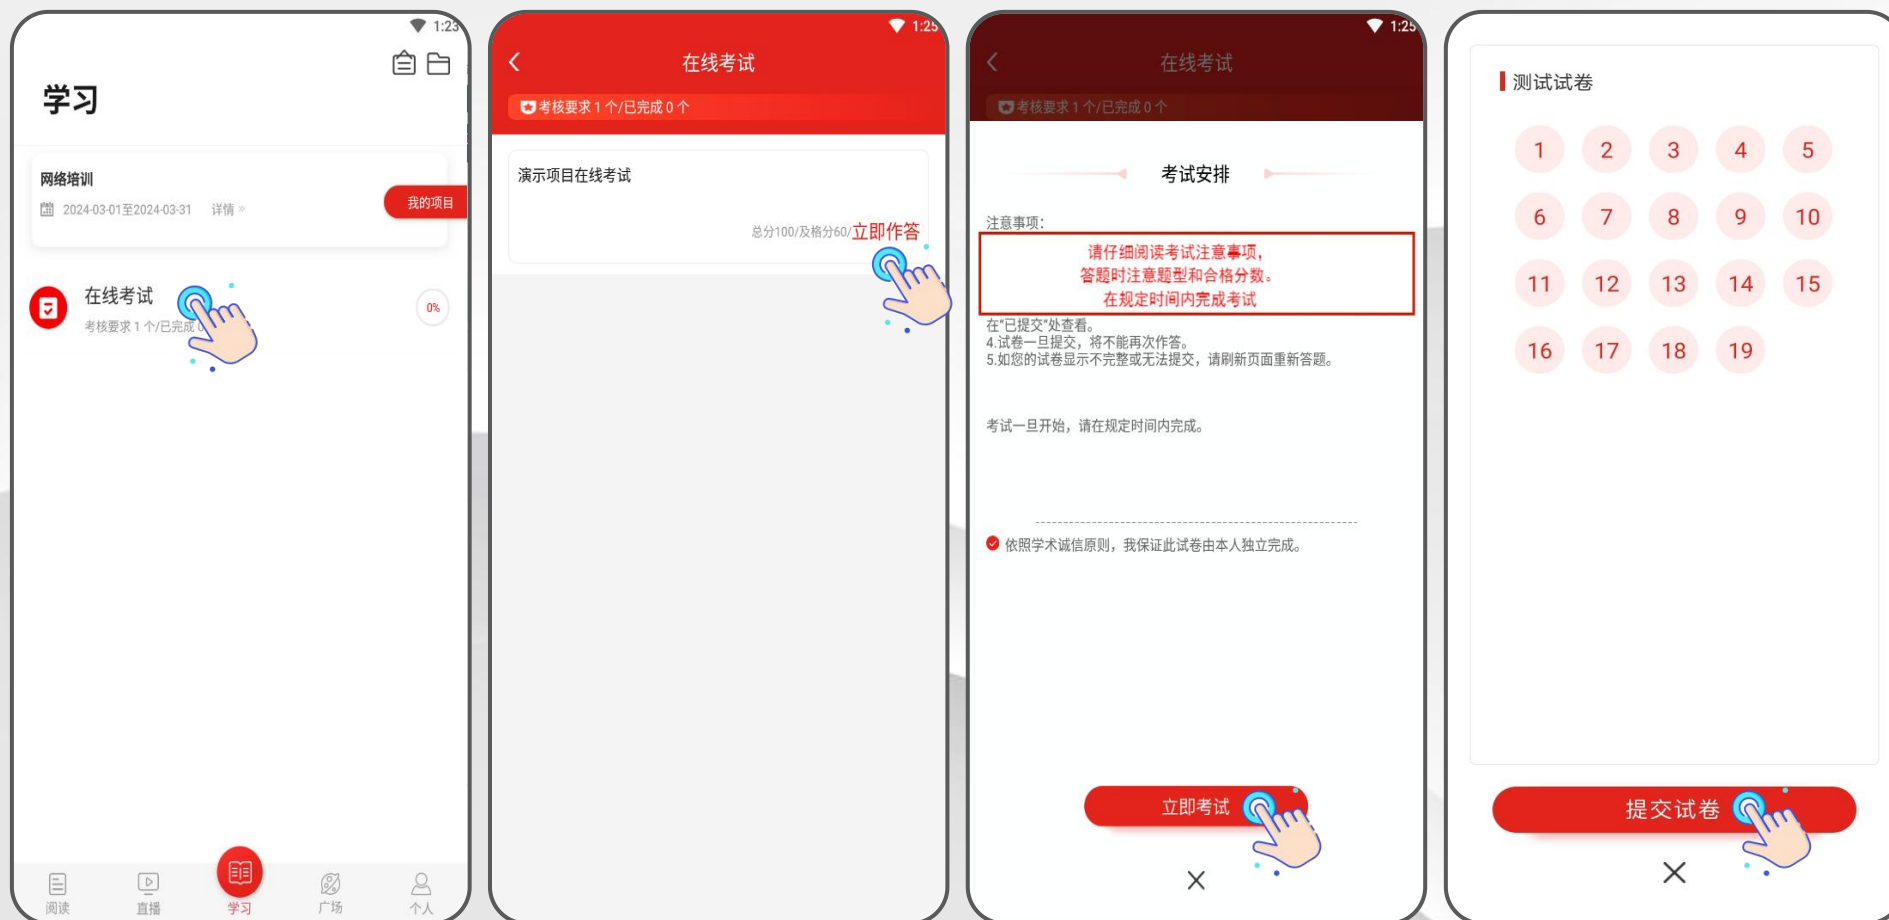 1:23
学习
网络培训
2024-03-01至2024-03-31 详情 »
我的项目
在线考试
考核要求 1 个/已完成 0
0%
阅读
直播
学习
广场
个人
1:25
在线考试
考核要求 1 个/已完成 0 个
演示项目在线考试
总分100/及格分60/立即作答
1:25
在线考试
考核要求 1 个/已完成 0 个
考试安排
注意事项：
请仔细阅读考试注意事项，
答题时注意题型和合格分数。
在规定时间内完成考试
在“已提交”处查看。
4.试卷一旦提交，将不能再次作答。
5.如您的试卷显示不完整或无法提交，请刷新页面重新答题。
考试一旦开始，请在规定时间内完成。
依照学术诚信原则，我保证此试卷由本人独立完成。
立即考试
测试试卷
1 2 3 4 5
6 7 8 9 10
11 12 13 14 15
16 17 18 19
提交试卷